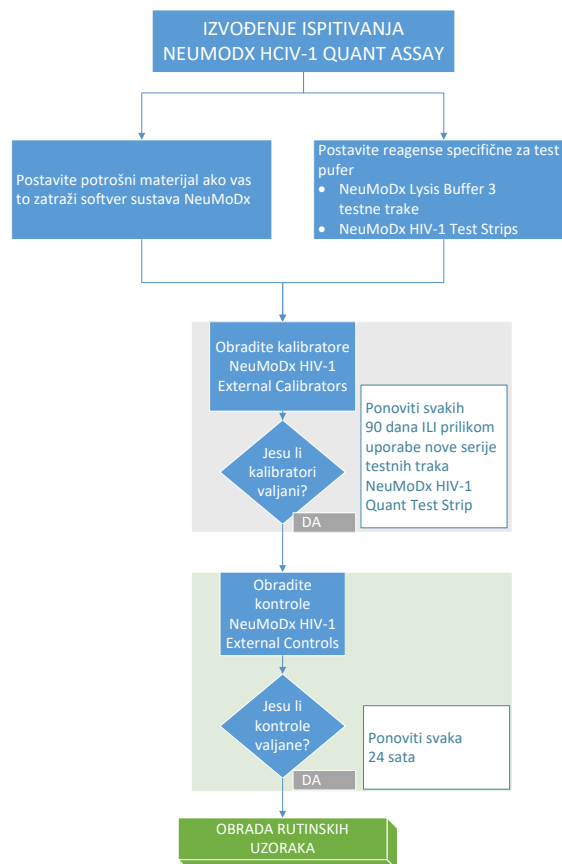 IZVOĐENJE ISPITIVANJA
NEUMODX HCIV-1 QUANT ASSAY
Postavite potrošni materijal ako vas
to zatraži softver sustava NeuMoDx
Postavite reagense specifične za test
pufer
• NeuMoDx Lysis Buffer 3
testne trake
• NeuMoDx HIV-1 Test Strips
Obradite kalibratore
NeuMoDx HIV-1
External Calibrators
Jesu li
kalibratori
valjani?
DA
Ponoviti svakih
90 dana ILI prilikom
uporabe nove serije
testnih traka
NeuMoDx HIV-1
Quant Test Strip
Obradite
kontrole
NeuMoDx HIV-1
External Controls
Jesu li
kontrole
valjane?
DA
Ponoviti svaka
24 sata
OBRADA RUTINSKIH
UZORAKA